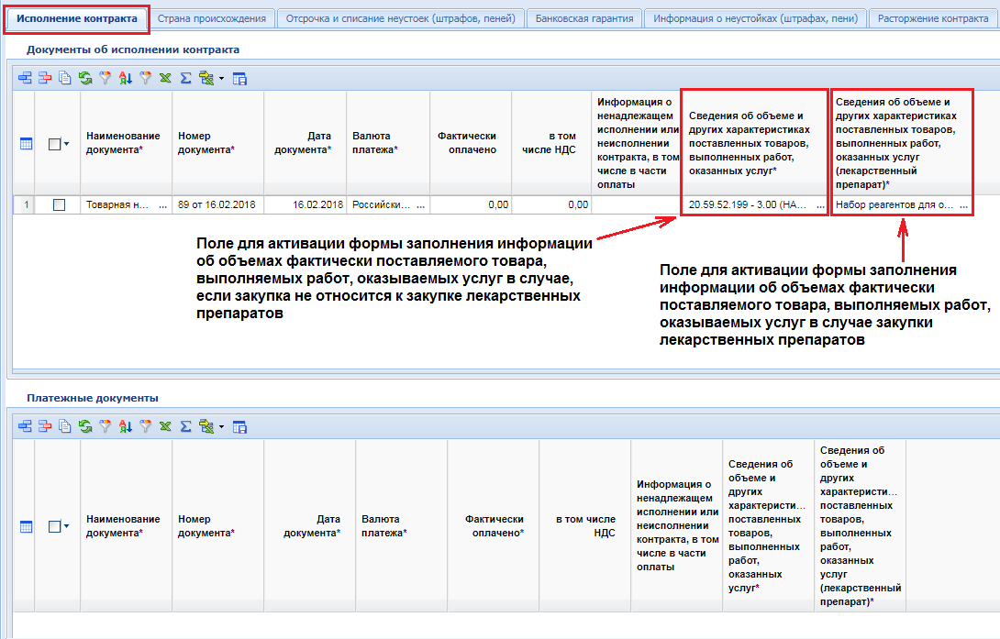 Исполнение контракта Страна происхождения Отсрочка и списание неустоек (штрафов, пеней) Банковская гарантия Информация о неустойках (штрафах, пени) Расторжение контракта
Документы об исполнении контракта
Наименование
документа*
Номер
документа*
Дата
документа*
Валюта
платежа*
Фактически
оплачено
в том
числе НДС
Информация о
ненадлежащем
исполнении или
неисполнении
контракта, в том
числе в части
оплаты
Сведения об объеме и
других характеристиках
поставленных товаров,
выполненных работ,
оказанных услуг*
Сведения об объеме и
других характеристиках
поставленных товаров,
выполненных работ,
оказанных услуг
(лекарственный
препарат)*
1 Товарная н... ... 89 от 16.02.2018 16.02.2018 Российски... ... 0,00 0,00 20.59.52.199 - 3.00 (НА... ... Набор реагентов для о... ...
Поле для активации формы заполнения информации
об объемах фактически поставляемого товара,
выполняемых работ, оказываемых услуг в случае,
если закупка не относится к закупке лекарственных
препаратов
Поле для активации формы заполнения
информации об объемах фактически
поставляемого товара, выполняемых работ,
оказываемых услуг в случае закупки
лекарственных препаратов
Платежные документы
Наименование
документа*
Номер
документа*
Дата
документа*
Валюта
платежа*
Фактически
оплачено*
в том числе
НДС
Информация о
ненадлежащем
исполнении или
неисполнении
контракта, в том
числе в части
оплаты
Сведения об
объеме и
других
характеристи...
поставленных
товаров,
выполненных
работ,
оказанных
услуг*
Сведения об
объеме и
других
характеристи...
поставленных
товаров,
выполненных
работ,
оказанных
услуг
(лекарственный
препарат)*